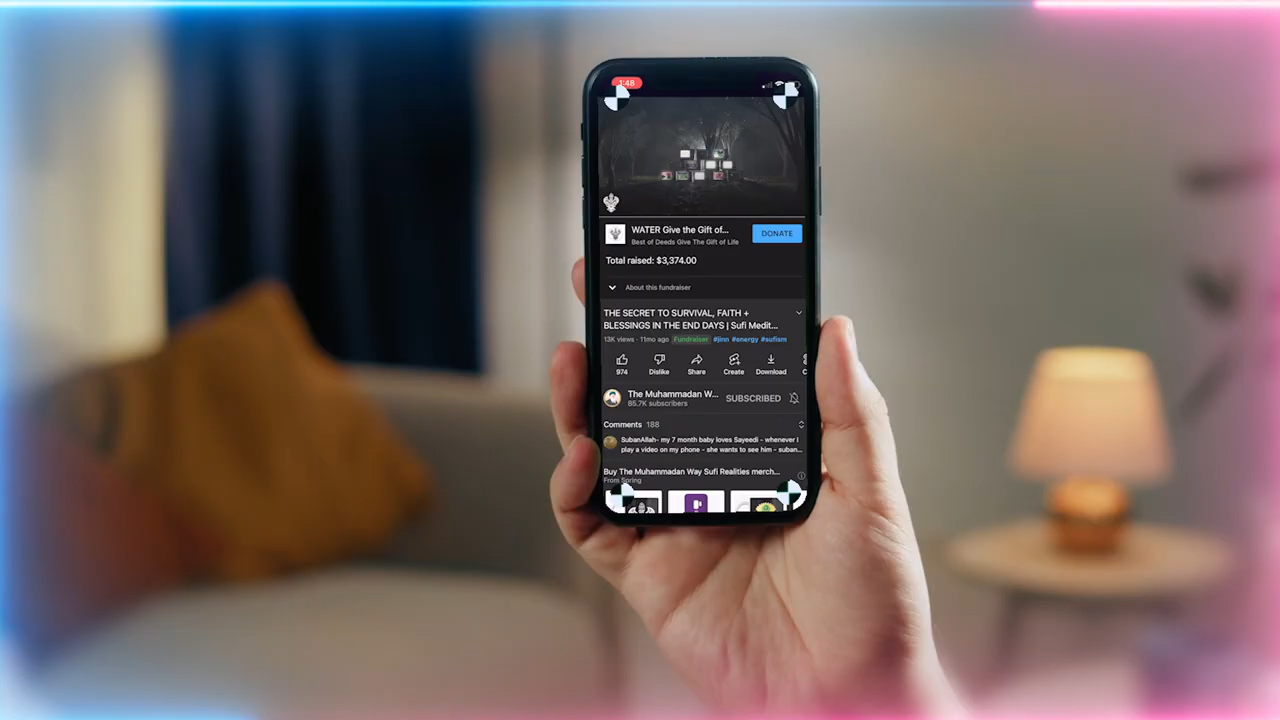 1:48
WATER Give the Gift of...
Best of Deeds Give The Gift of Life
DONATE
Total raised: $3,374.00
About this fundraiser
THE SECRET TO SURVIVAL, FAITH +
BLESSINGS IN THE END DAYS | Sufi Medit...
13K views · 11mo ago Fundraiser #jinn #energy #sufism
974 Dislike Share Create Download
The Muhammadan W...
85.7K subscribers
SUBSCRIBED
Comments 188
SubanAllah- my 7 month baby loves Sayeedi - whenever I
play a video on my phone - she wants to see him - suban...
Buy The Muhammadan Way Sufi Realities merch...
From Spring